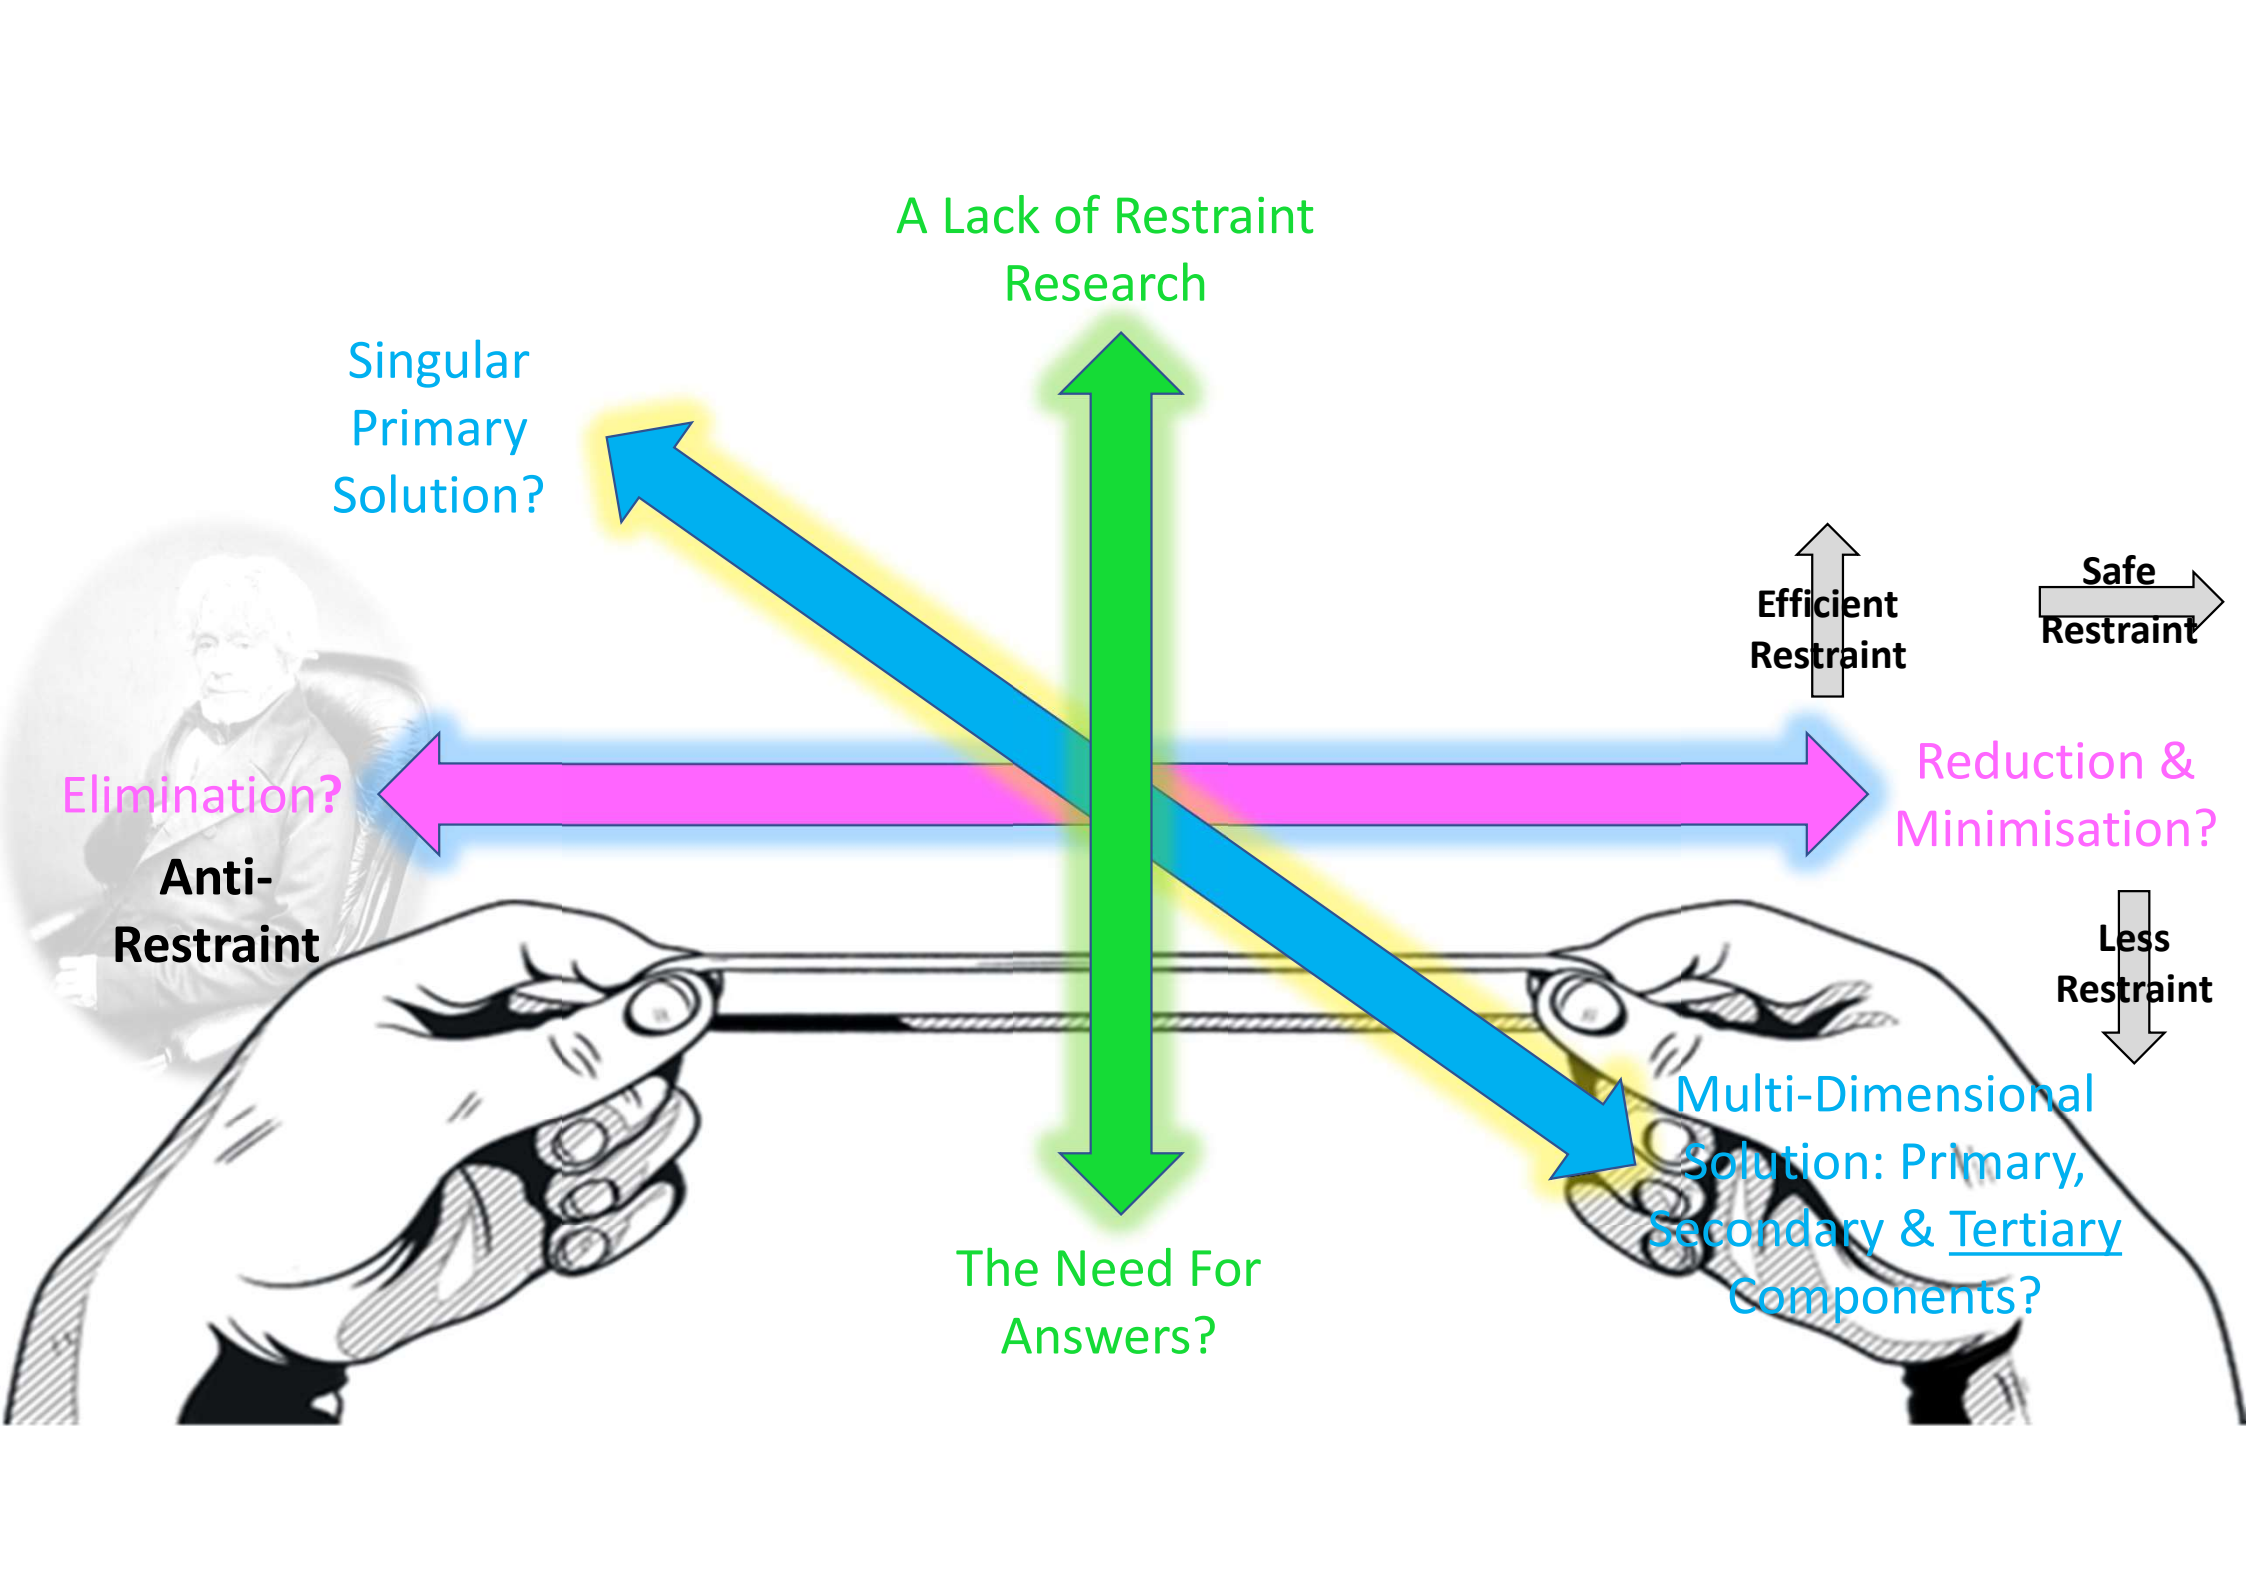 A Lack of Restraint
Research
Singular
Primary
Solution?
Efficient
Restraint
Safe
Restraint
Elimination?
Anti-
Restraint
Reduction &
Minimisation?
Less
Restraint
Multi-Dimensional
Solution: Primary,
Secondary & Tertiary
Components?
The Need For
Answers?